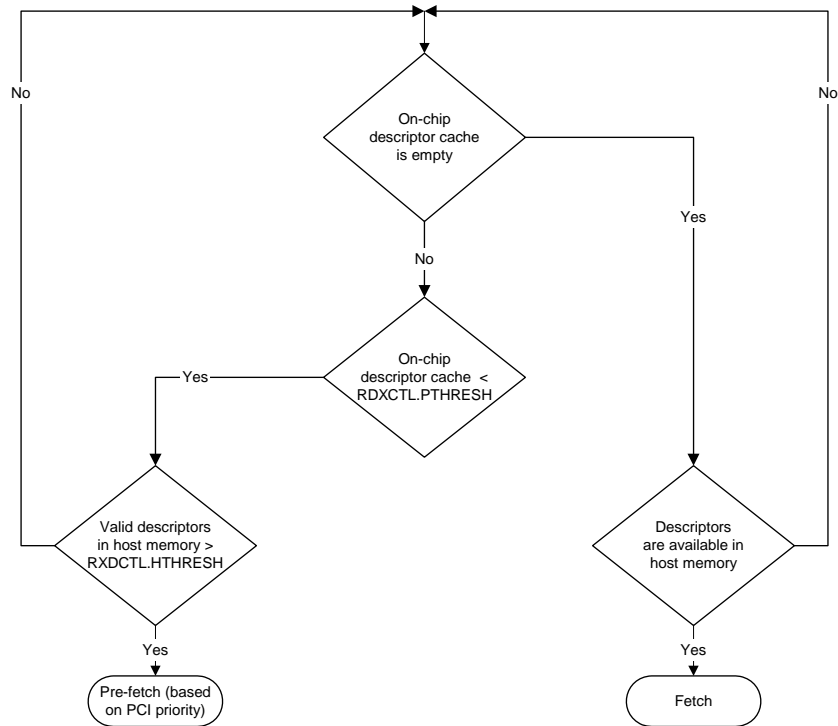 No
No
On-chip
descriptor cache
is empty
Yes
No
On-chip
descriptor cache <
RDXCTL.PTHRESH
Yes
Valid descriptors
in host memory >
RXDCTL.HTHRESH
Descriptors
are available in
host memory
Yes
Yes
Pre-fetch (based
on PCI priority)
Fetch